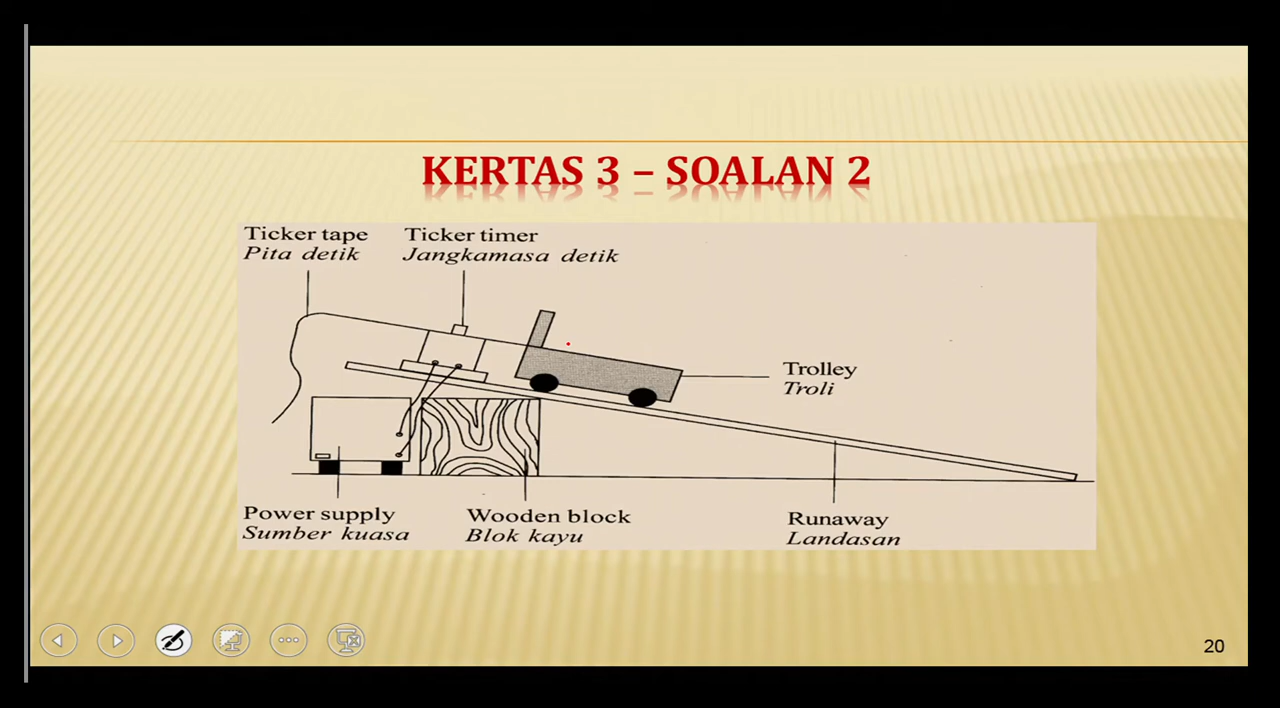 KERTAS 3 – SOALAN 2
Ticker tape
Pita detik
Ticker timer
Jangkamasa detik
Trolley
Troli
Power supply
Sumber kuasa
Wooden block
Blok kayu
Runaway
Landasan
20